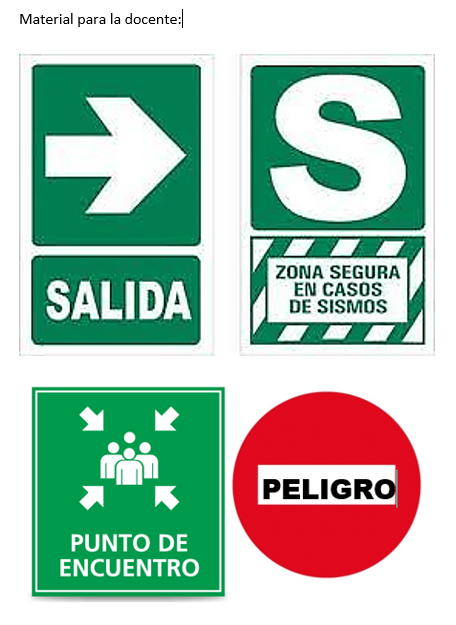 Material para la docente:
SALIDA
S
ZONA SEGURA
EN CASOS
DE SISMOS
PUNTO DE
ENCUENTRO
PELIGRO